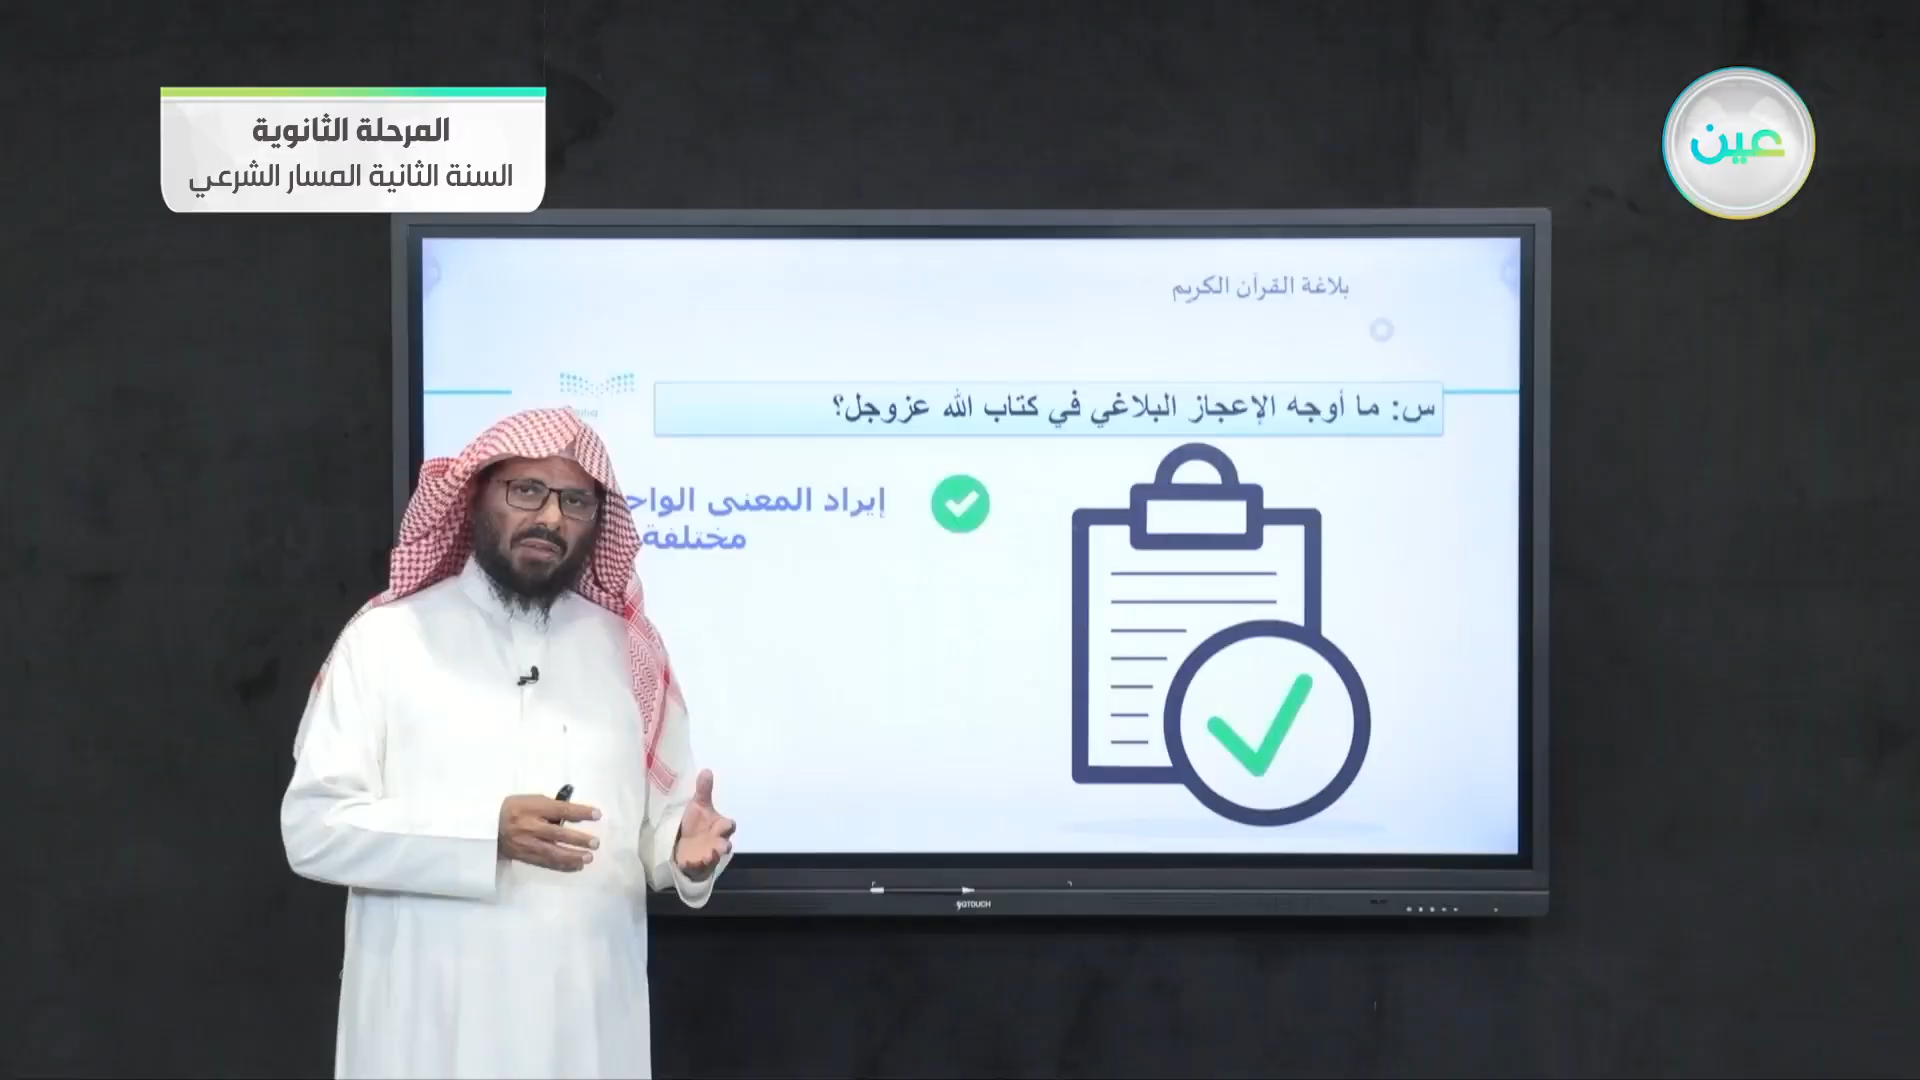 المرحلة الثانوية
السنة الثانية المسار الشرعي
عين
بلاغة القرآن الكريم
س: ما أوجه الإعجاز البلاغي في كتاب الله عزوجل؟
إيراد المعنى
مختلفة